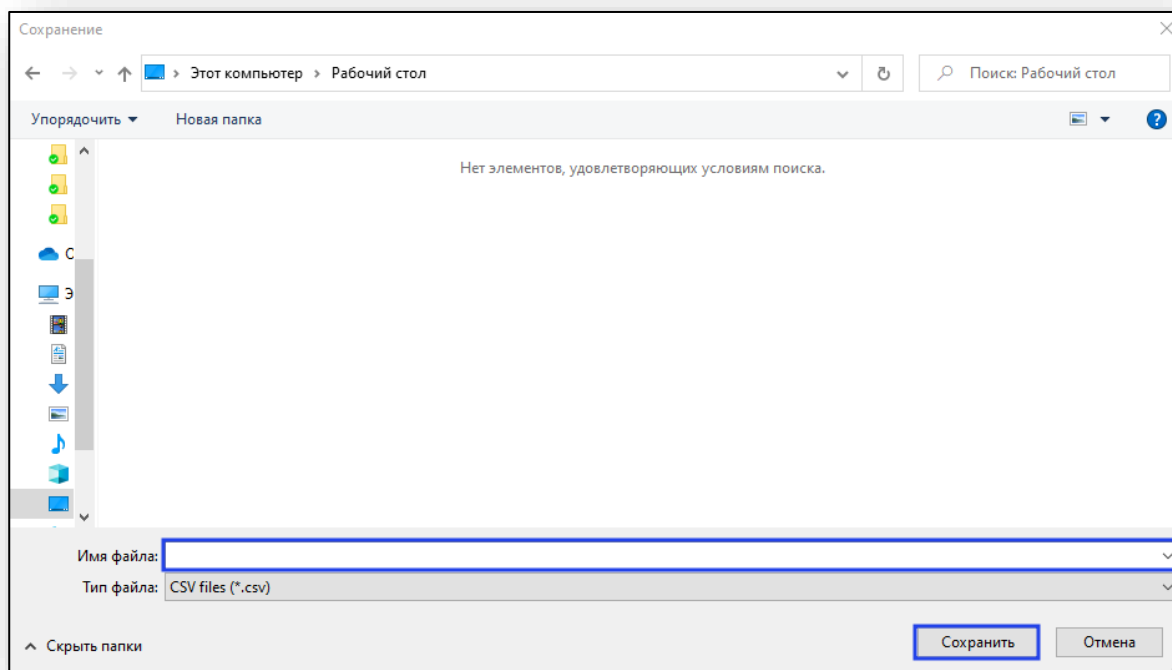 Сохранение
Этот компьютер › Рабочий стол
Поиск: Рабочий стол
Упорядочить
Новая папка
Нет элементов, удовлетворяющих условиям поиска.
С
Э
Имя файла:
Тип файла: CSV files (*.csv)
Скрыть папки
Сохранить
Отмена